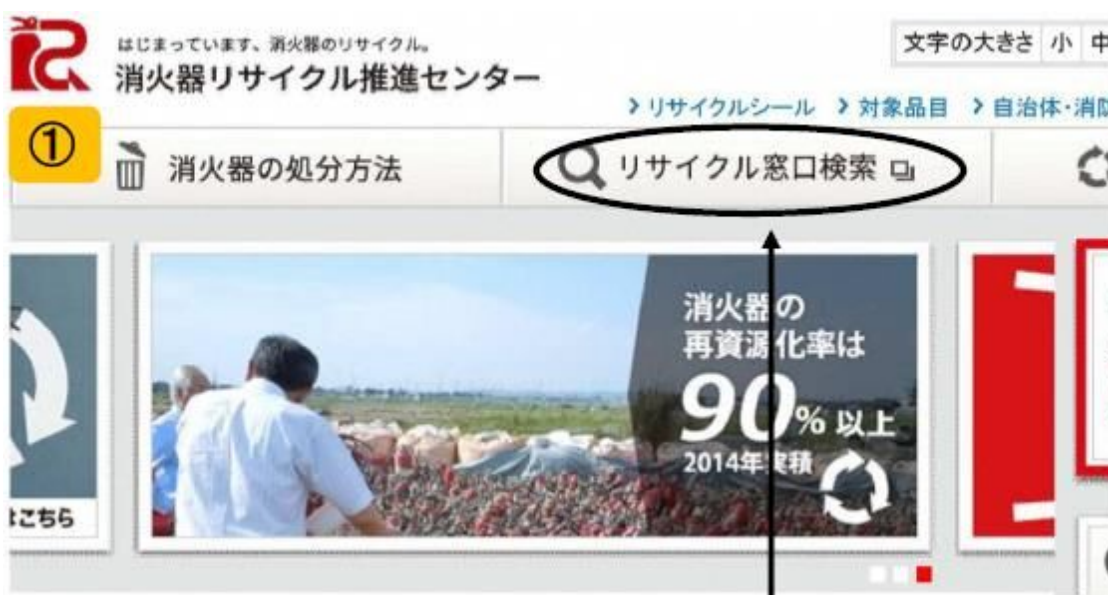 はじまっています、消火器のリサイクル。
消火器リサイクル推進センター
文字の大きさ 小 中
リサイクルシール 対象品目 自治体・消防
①
消火器の処分方法 リサイクル窓口検索
消火器の
再資源化率は
90%以上
2014年実積
はこちら